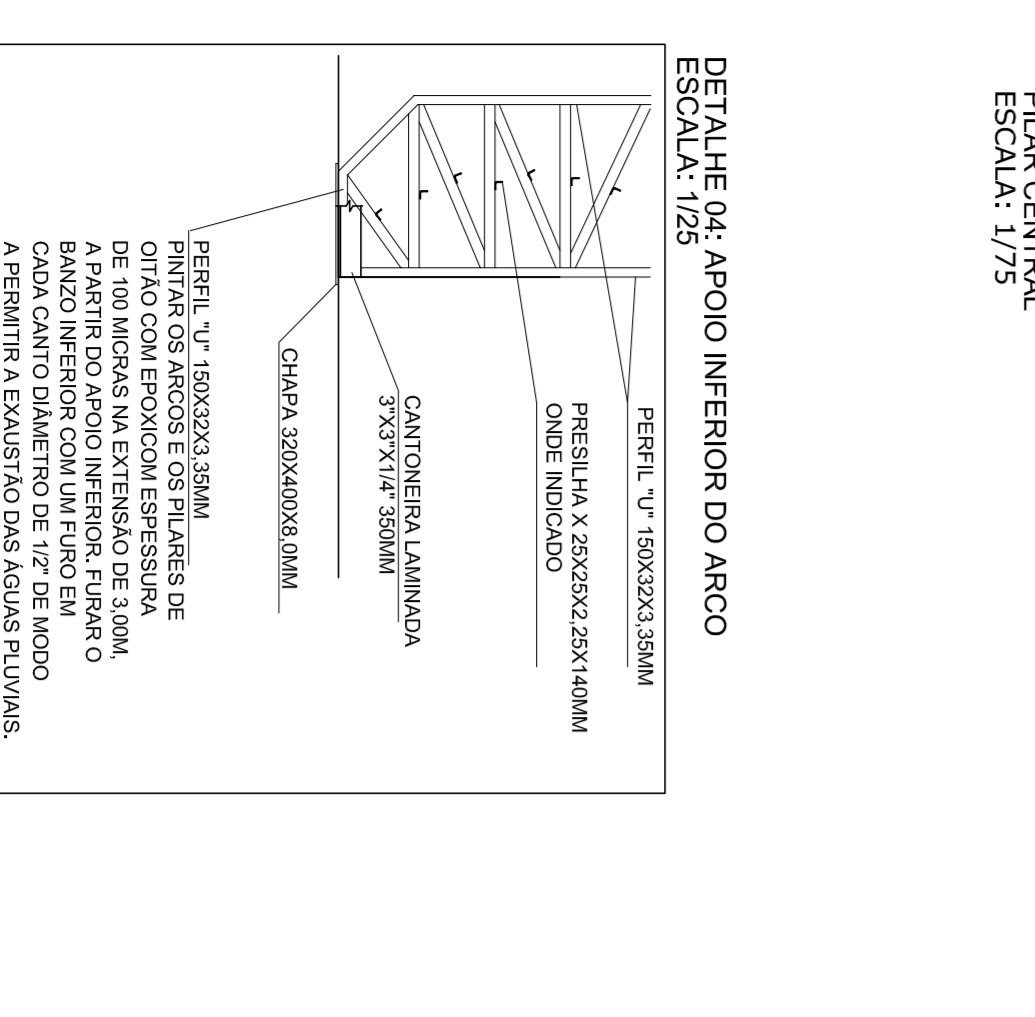 PILAR CENTRAL
ESCALA: 1/75
DETALHE 04: APOIO INFERIOR DO ARCO
ESCALA: 1/25
PERFIL "U" 150X32X3,35MM
PRESILHA X 25X25X2,25X140MM
ONDE INDICADO
CANTONEIRA LAMINADA
3"X3"X1/4" 350MM
CHAPA 320X400X8,0MM
PERFIL "U" 150X32X3,35MM
PINTAR OS ARCOS E OS PILARES DE
OITÃO COM EPOXICOM ESPESSURA
DE 100 MICRAS NA EXTENSÃO DE 3,00M,
A PARTIR DO APOIO INFERIOR. FURAR O
BANZO INFERIOR COM UM FURO EM
CADA CANTO DIÂMETRO DE 1/2" DE MODO
A PERMITIR A EXAUSTÃO DAS ÁGUAS PLUVIAIS.